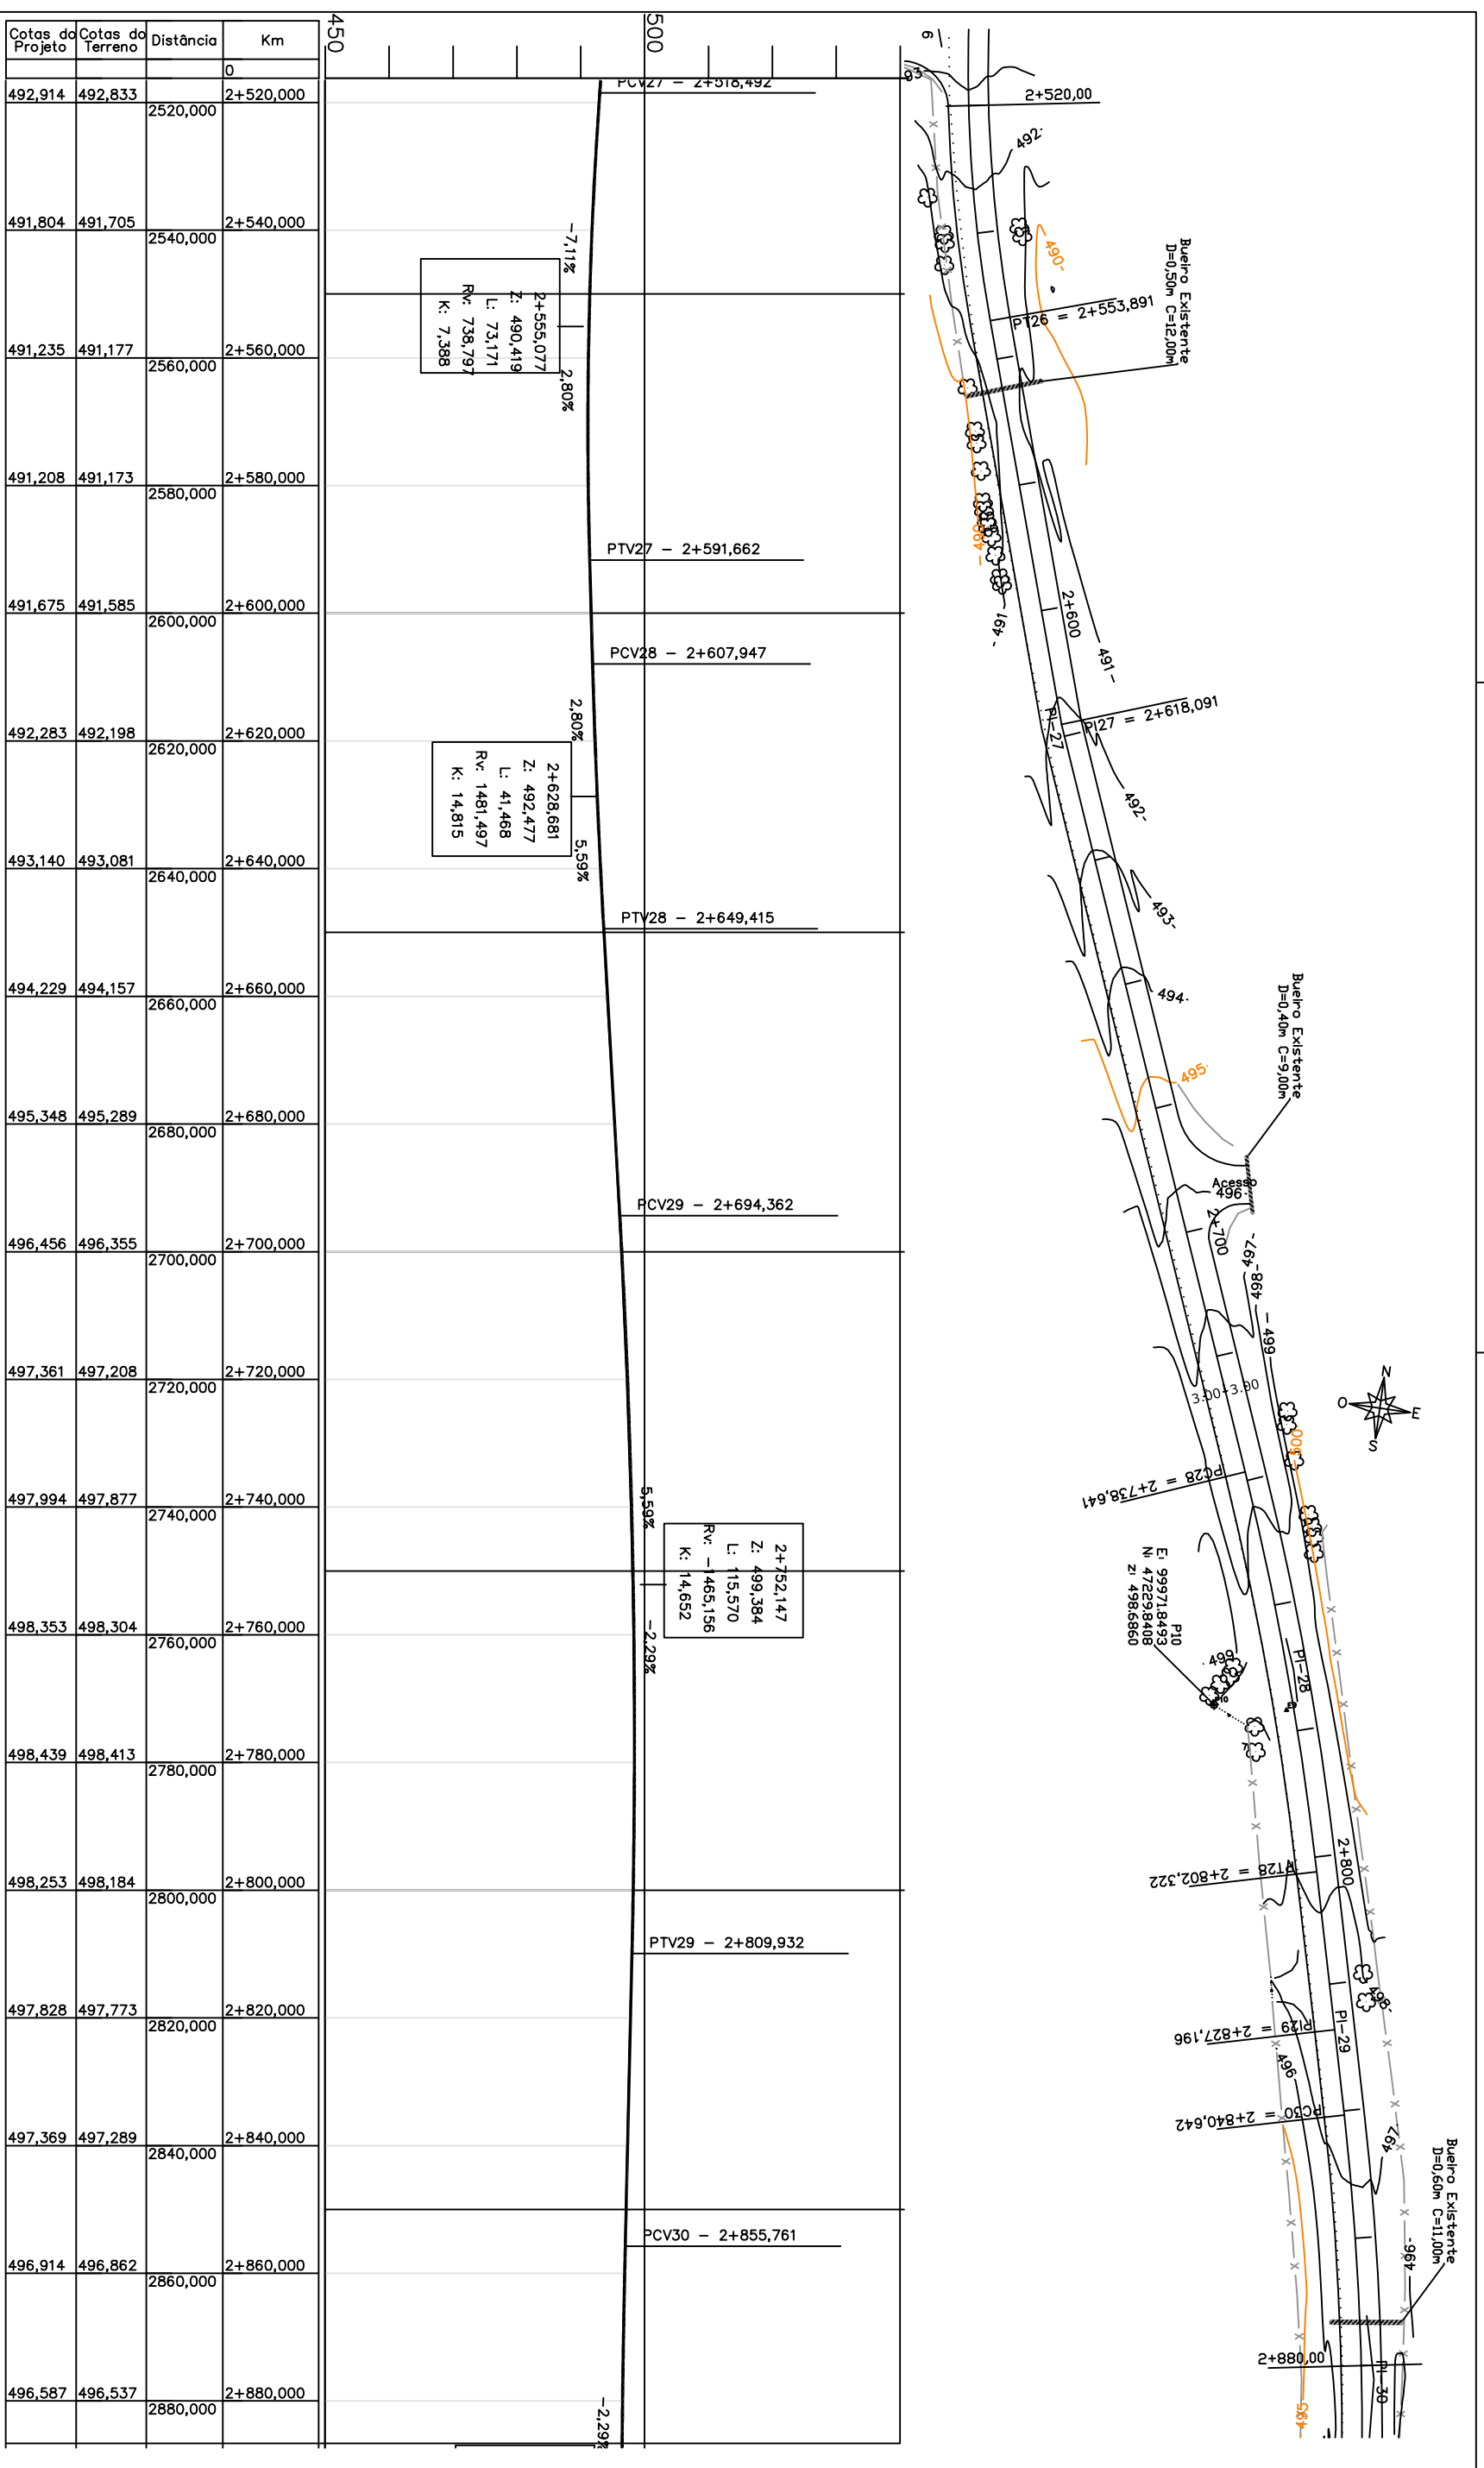 Cotas do Projeto Cotas do Terreno Distância Km
0
492,914 492,833 2520,000 2+520,000
491,804 491,705 2540,000 2+540,000
491,235 491,177 2560,000 2+560,000
491,208 491,173 2580,000 2+580,000
491,675 491,585 2600,000 2+600,000
492,283 492,198 2620,000 2+620,000
493,140 493,081 2640,000 2+640,000
494,229 494,157 2660,000 2+660,000
495,348 495,289 2680,000 2+680,000
496,456 496,355 2700,000 2+700,000
497,361 497,208 2720,000 2+720,000
497,994 497,877 2740,000 2+740,000
498,353 498,304 2760,000 2+760,000
498,439 498,413 2780,000 2+780,000
498,253 498,184 2800,000 2+800,000
497,828 497,773 2820,000 2+820,000
497,369 497,289 2840,000 2+840,000
496,914 496,862 2860,000 2+860,000
496,587 496,537 2880,000 2+880,000
450
500
PCV27 - 2+518,492
-7,11%
2+555,077
Z: 490,419
L: 73,171
Rv: 738,797
K: 7,388
2,80%
PTV27 - 2+591,662
PCV28 - 2+607,947
2,80%
2+628,681
Z: 492,477
L: 41,468
Rv: 1481,497
K: 14,815
5,59%
PTV28 - 2+649,415
PCV29 - 2+694,362
5,59%
2+752,147
Z: 499,384
L: 115,570
Rv: -1465,156
K: 14,652
-2,29%
PTV29 - 2+809,932
PCV30 - 2+855,761
-2,29%
2+520,00
492-
Bueiro Existente
D=0,50m C=12,00m
490-
PT26 = 2+553,891
-490-
-491-
2+600
491-
PI-27
PI27 = 2+618,091
492-
493-
494-
495-
Bueiro Existente
D=0,40m C=9,00m
Acesso
496-
2+700
-497-
-498-
-499
3.00+3.00
N
E
S
O
-500
PC28 = 2+738,641
P10
E: 99971.8493
N: 47229.8408
z: 498.6860
499
P10
PI-28
2+800
PT28 = 2+802,322
498-
PI-29
PI29 = 2+827,196
496-
PC30 = 2+840,642
497-
Bueiro Existente
D=0,60m C=11,00m
-496-
2+880,00
PI-30
495